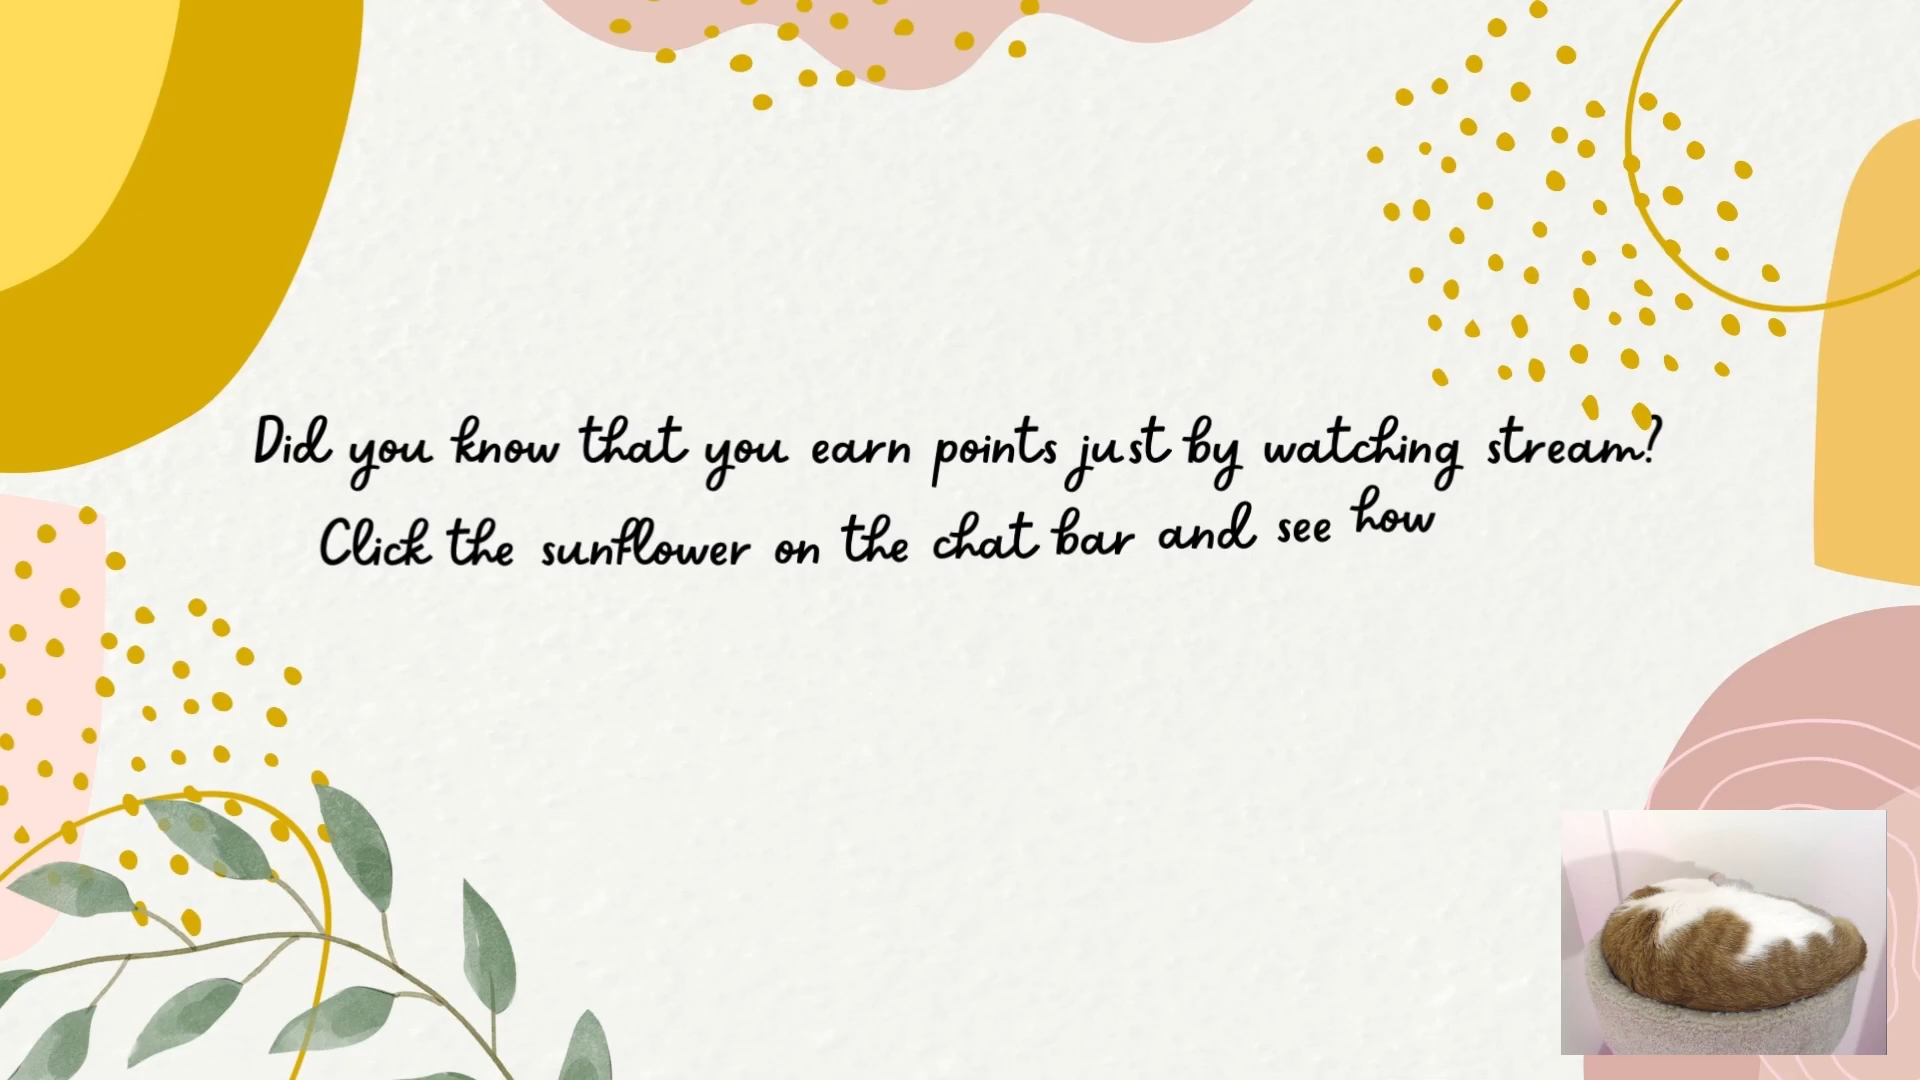 Did you know that you earn points just by watching stream?
Click the sunflower on the chat bar and see how